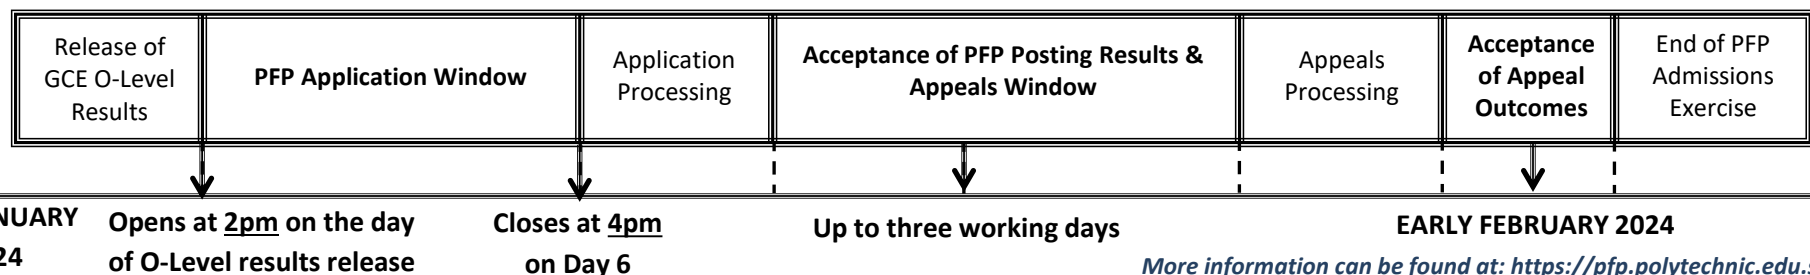 Release of
GCE O-Level
Results
PFP Application Window
Application
Processing
Acceptance of PFP Posting Results &
Appeals Window
Appeals
Processing
Acceptance
of Appeal
Outcomes
End of PFP
Admissions
Exercise
NUARY
24
Opens at 2pm on the day
of O-Level results release
Closes at 4pm
on Day 6
Up to three working days
EARLY FEBRUARY 2024
More information can be found at: https://pfp.polytechnic.edu.s